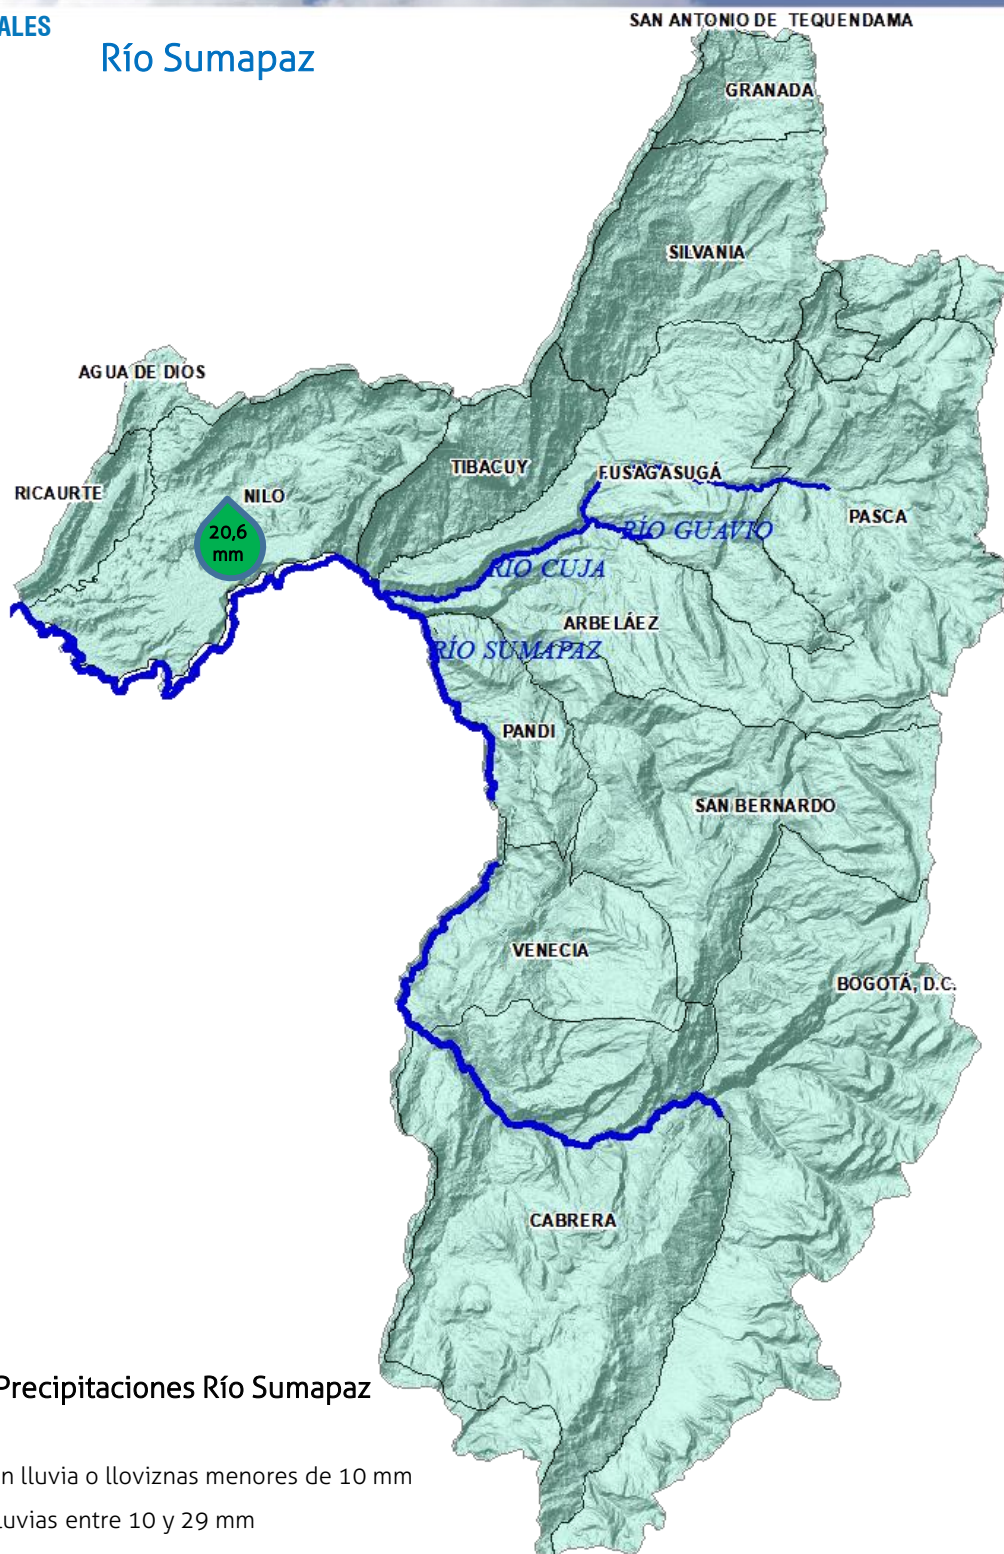 ALES
SAN ANTONIO DE TEQUENDAMA
Río Sumapaz
GRANADA
SILVANIA
AGUA DE DIOS
TIBACUY
FUSAGASUGÁ
RICAURTE
NILO
PASCA
20,6
mm
RÍO GUAVIO
RÍO CUJA
ARBELÁEZ
RÍO SUMAPAZ
PANDI
SAN BERNARDO
VENECIA
BOGOTÁ, D.C.
CABRERA
Precipitaciones Río Sumapaz
n lluvia o lloviznas menores de 10 mm
luvias entre 10 y 29 mm